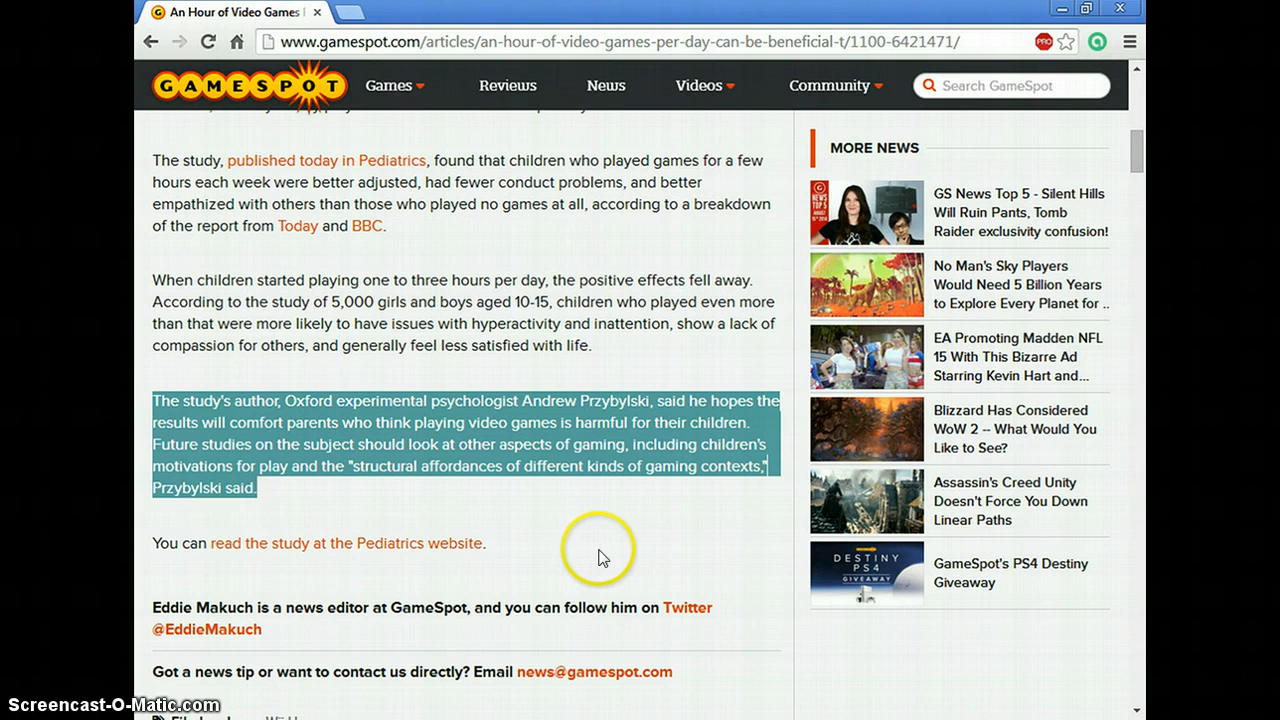 An Hour of Video Games
www.gamespot.com/articles/an-hour-of-video-games-per-day-can-be-beneficial-t/1100-6421471/
PRO
GAMESPOT
Games
Reviews
News
Videos
Community
Search GameSpot
The study, published today in Pediatrics, found that children who played games for a few
hours each week were better adjusted, had fewer conduct problems, and better
empathized with others than those who played no games at all, according to a breakdown
of the report from Today and BBC.
When children started playing one to three hours per day, the positive effects fell away.
According to the study of 5,000 girls and boys aged 10-15, children who played even more
than that were more likely to have issues with hyperactivity and inattention, show a lack of
compassion for others, and generally feel less satisfied with life.
The study's author, Oxford experimental psychologist Andrew Przybylski, said he hopes the
results will comfort parents who think playing video games is harmful for their children.
Future studies on the subject should look at other aspects of gaming, including children's
motivations for play and the "structural affordances of different kinds of gaming contexts,"
Przybylski said.
You can read the study at the Pediatrics website.
Eddie Makuch is a news editor at GameSpot, and you can follow him on Twitter
@EddieMakuch
Got a news tip or want to contact us directly? Email news@gamespot.com
MORE NEWS
NEWS
TOP 5
GS News Top 5 - Silent Hills
Will Ruin Pants, Tomb
Raider exclusivity confusion!
No Man's Sky Players
Would Need 5 Billion Years
to Explore Every Planet for ..
EA Promoting Madden NFL
15 With This Bizarre Ad
Starring Kevin Hart and...
Blizzard Has Considered
WoW 2 -- What Would You
Like to See?
Assassin's Creed Unity
Doesn't Force You Down
Linear Paths
DESTINY
PS4
GIVEAWAY
GameSpot's PS4 Destiny
Giveaway
Screencast-O-Matic.com